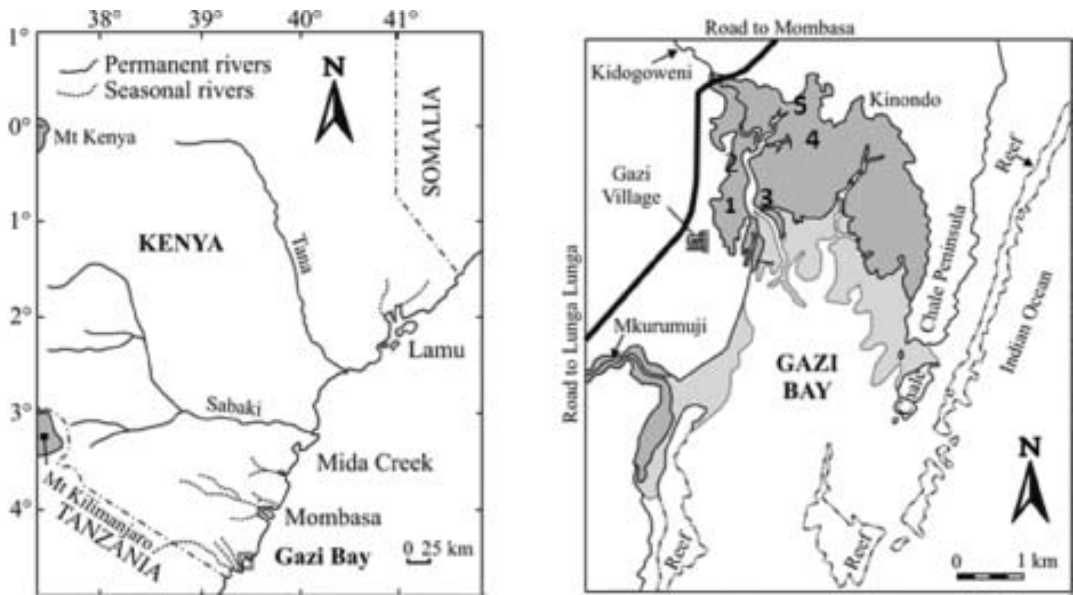 38° 39° 40° 41°
1°
Permanent rivers
Seasonal rivers
N
SOMALIA
0°
Mt Kenya
1°
KENYA
Tana
2°
Lamu
3°
Sabaki
Mida Creek
Mt Kilimanjaro
4°
Mombasa
TANZANIA
Gazi Bay
0 25 km
Road to Mombasa
Kidogoweni
5
Kinondo
4
Reef
2
Gazi
Village
1
3
Chale Peninsula
Indian Ocean
Road to Lunga Lunga
Mkurumuji
GAZI
BAY
Chale
N
Reef
Reef
0 1 km